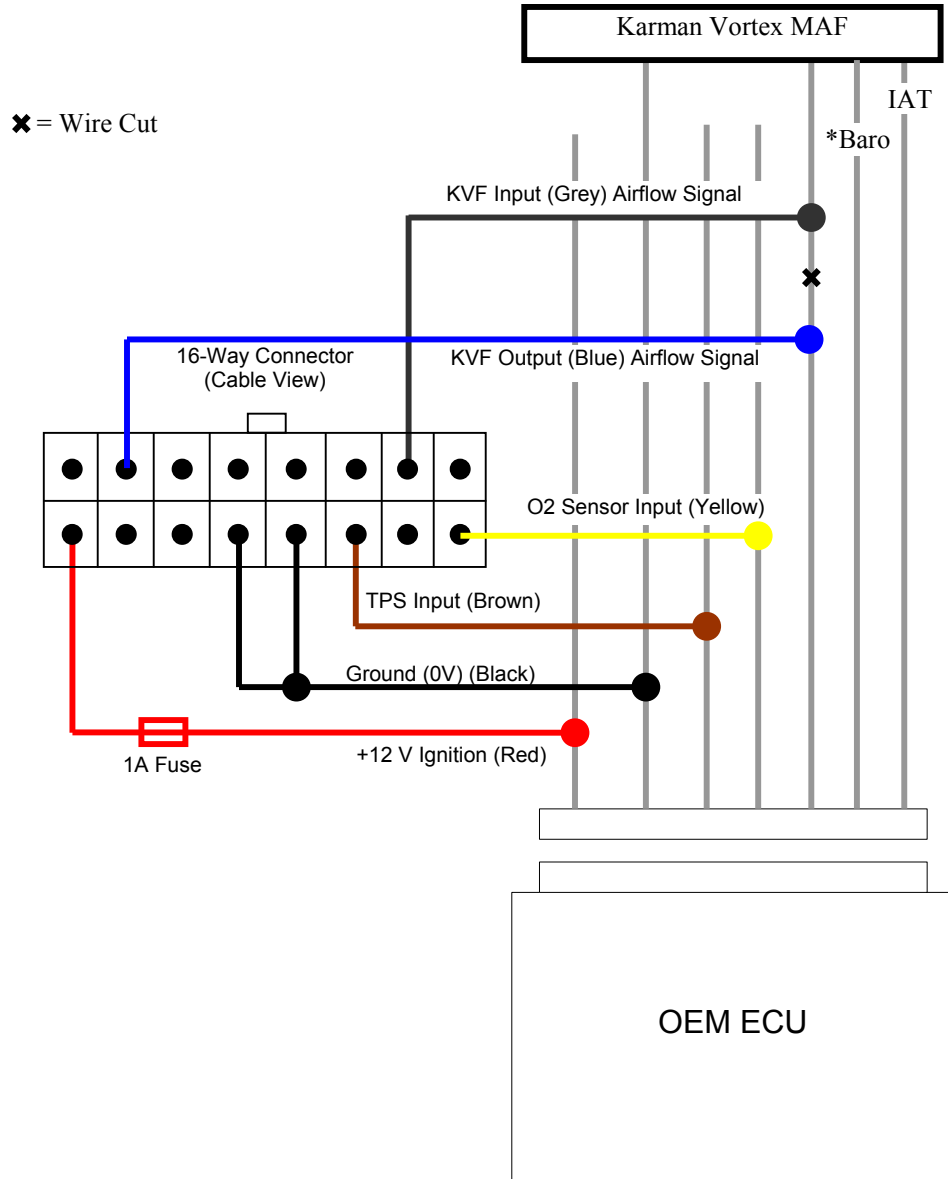 Karman Vortex MAF
IAT
✖ = Wire Cut
*Baro
KVF Input (Grey) Airflow Signal
16-Way Connector
(Cable View)
KVF Output (Blue) Airflow Signal
O2 Sensor Input (Yellow)
TPS Input (Brown)
Ground (0V) (Black)
+12 V Ignition (Red)
1A Fuse
OEM ECU